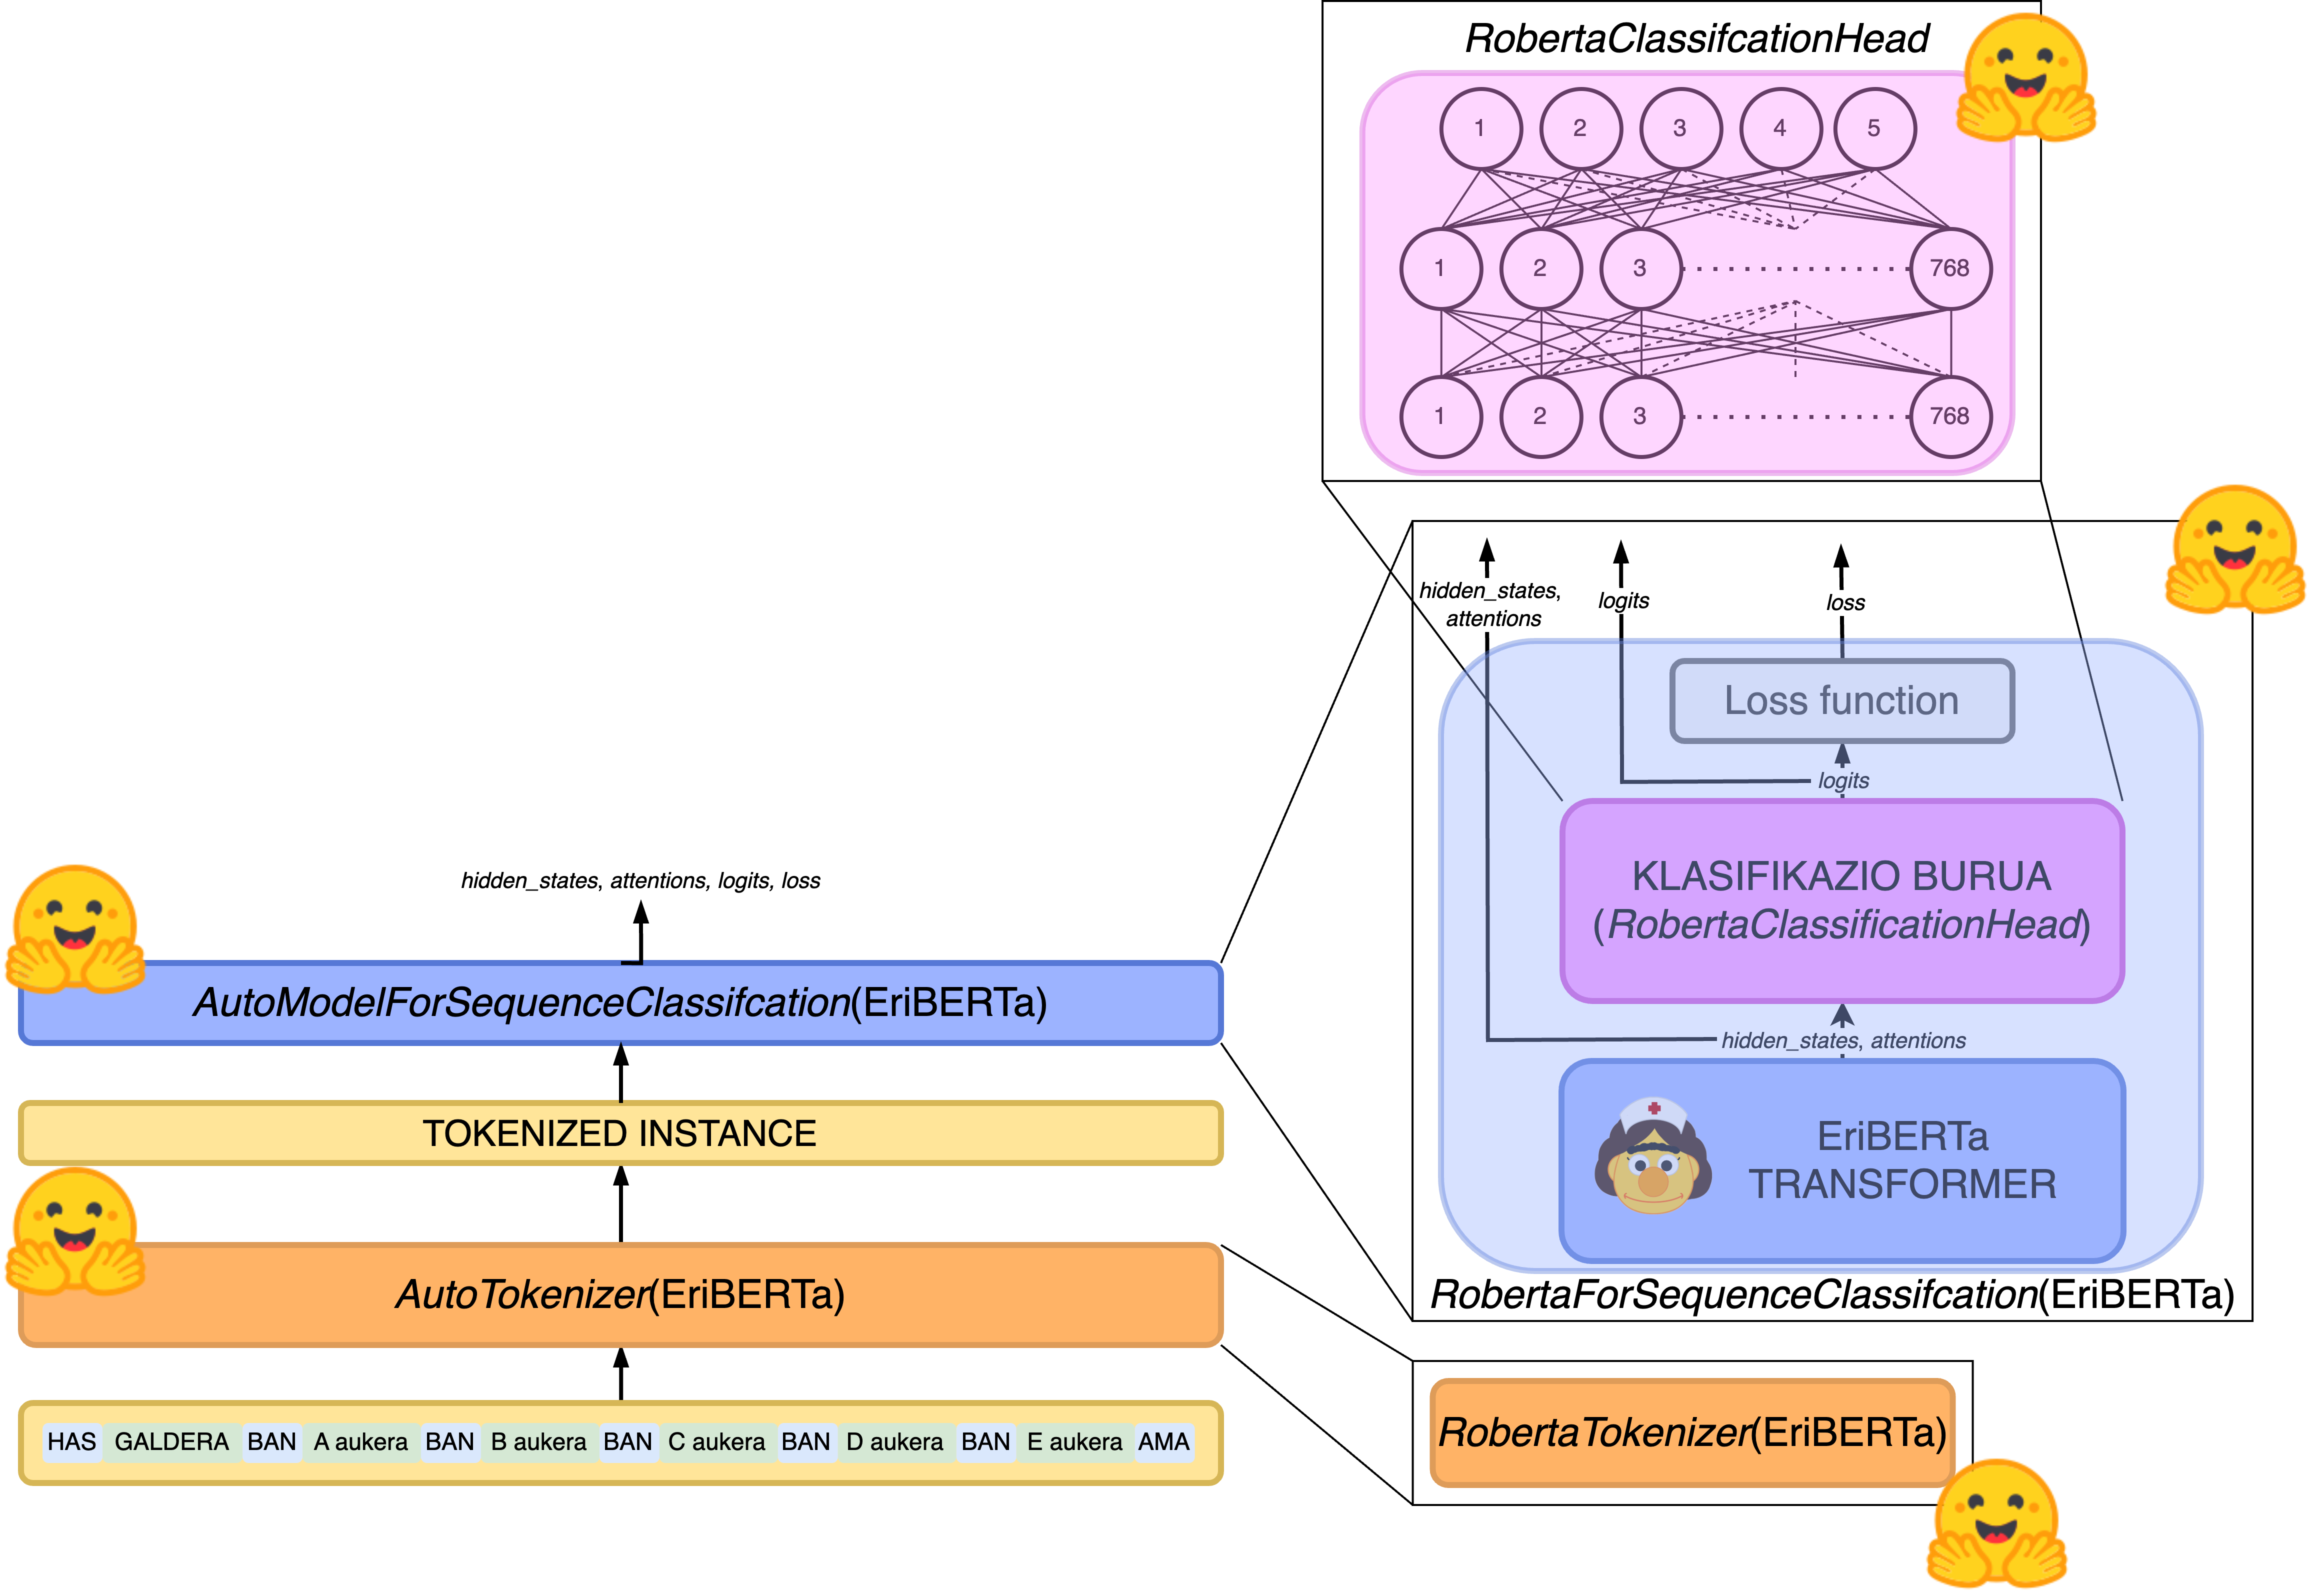 RobertaClassifcationHead
1 2 3 4 5
1 2 3 768
1 2 3 768
hidden_states,
attentions
logits
loss
Loss function
logits
KLASIFIKAZIO BURUA
(RobertaClassificationHead)
hidden_states, attentions
EriBERTa
TRANSFORMER
RobertaForSequenceClassifcation(EriBERTa)
hidden_states, attentions, logits, loss
AutoModelForSequenceClassifcation(EriBERTa)
TOKENIZED INSTANCE
AutoTokenizer(EriBERTa)
HAS GALDERA BAN A aukera BAN B aukera BAN C aukera BAN D aukera BAN E aukera AMA
RobertaTokenizer(EriBERTa)